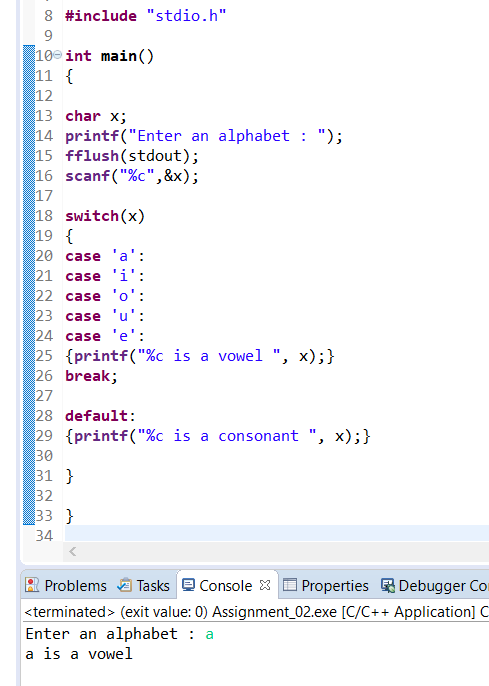 8 #include "stdio.h"
9
10 int main()
11 {
12
13 char x;
14 printf("Enter an alphabet : ");
15 fflush(stdout);
16 scanf("%c",&x);
17
18 switch(x)
19 {
20 case 'a':
21 case 'i':
22 case 'o':
23 case 'u':
24 case 'e':
25 {printf("%c is a vowel ", x);}
26 break;
27
28 default:
29 {printf("%c is a consonant ", x);}
30
31 }
32
33 }
34
Problems Tasks Console Properties Debugger Co
<terminated> (exit value: 0) Assignment_02.exe [C/C++ Application] C
Enter an alphabet : a
a is a vowel